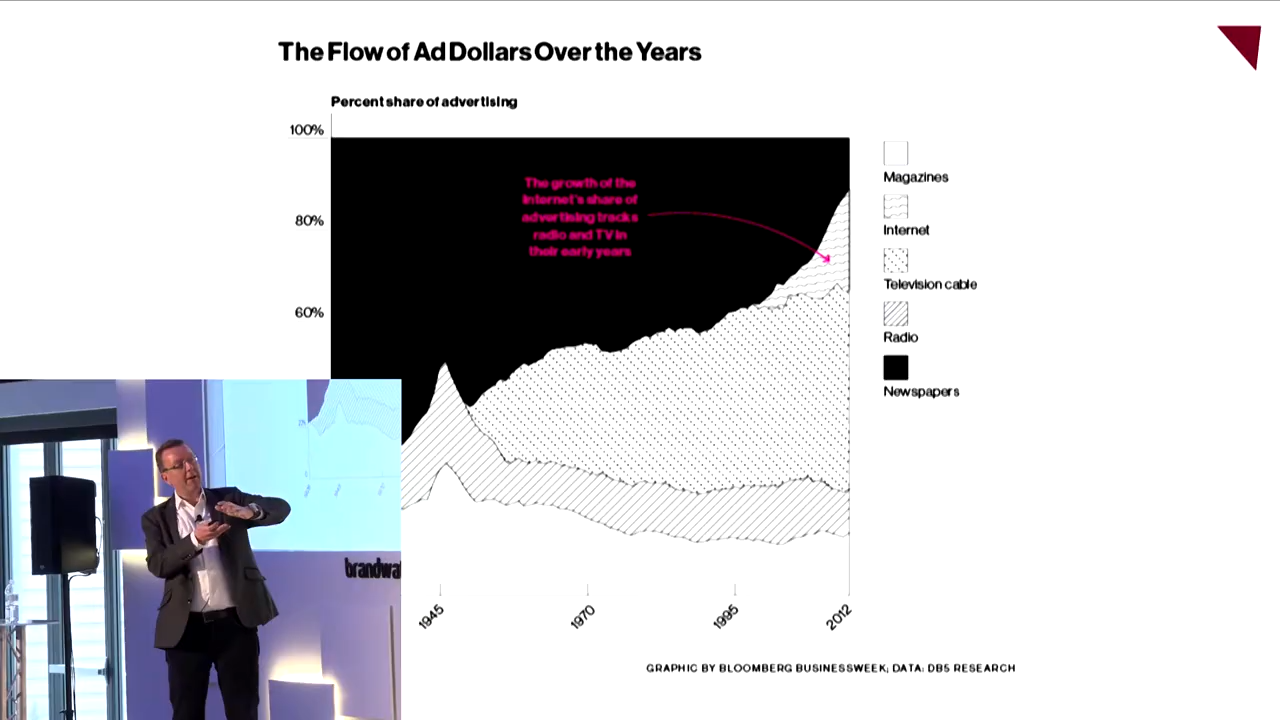 The Flow of Ad Dollars Over the Years
Percent share of advertising
100%
80%
60%
The growth of the
Internet's share of
advertising tracks
radio and TV in
their early years
Magazines
Internet
Television cable
Radio
Newspapers
brandwa
1945
1970
1995
2012
GRAPHIC BY BLOOMBERG BUSINESSWEEK; DATA: DB5 RESEARCH